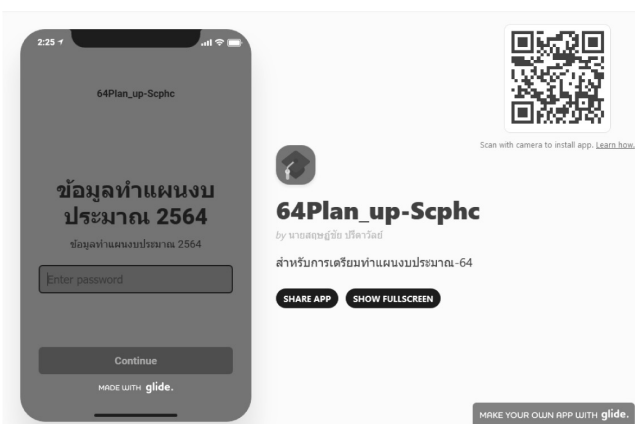 2:25
64Plan_up-Scphc
ข้อมูลทำแผนงบ
ประมาณ 2564
ข้อมูลทำแผนงบประมาณ 2564
Enter password
Continue
MADE WITH glide.
Scan with camera to install app. Learn how.
64Plan_up-Scphc
by นายสฤษฎ์ชัย ปรีดาวัลย์
สำหรับการเตรียมทำแผนงบประมาณ-64
SHARE APP SHOW FULLSCREEN
MAKE YOUR OWN APP WITH glide.